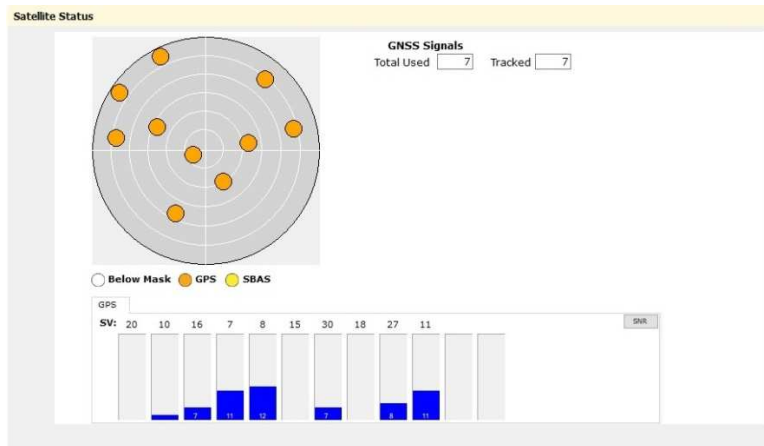 Satellite Status
GNSS Signals
Total Used 7 Tracked 7
Below Mask GPS SBAS
GPS
SV: 20 10 16 7 8 15 30 18 27 11
SNR
7 11 12 7 8 11